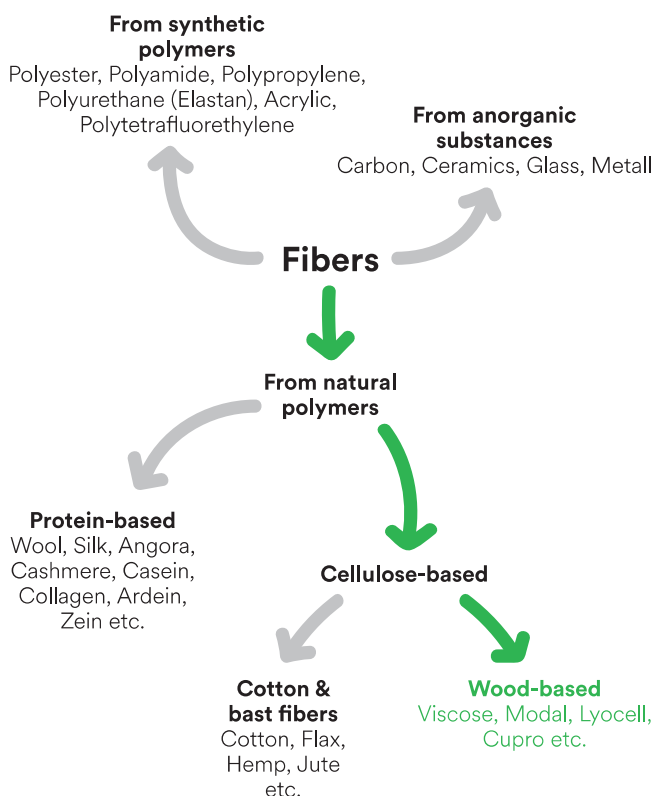 From synthetic
polymers
Polyester, Polyamide, Polypropylene,
Polyurethane (Elastan), Acrylic,
Polytetrafluorethylene
From anorganic
substances
Carbon, Ceramics, Glass, Metall
Fibers
From natural
polymers
Protein-based
Wool, Silk, Angora,
Cashmere, Casein,
Collagen, Ardein,
Zein etc.
Cellulose-based
Cotton &
bast fibers
Cotton, Flax,
Hemp, Jute
etc.
Wood-based
Viscose, Modal, Lyocell,
Cupro etc.